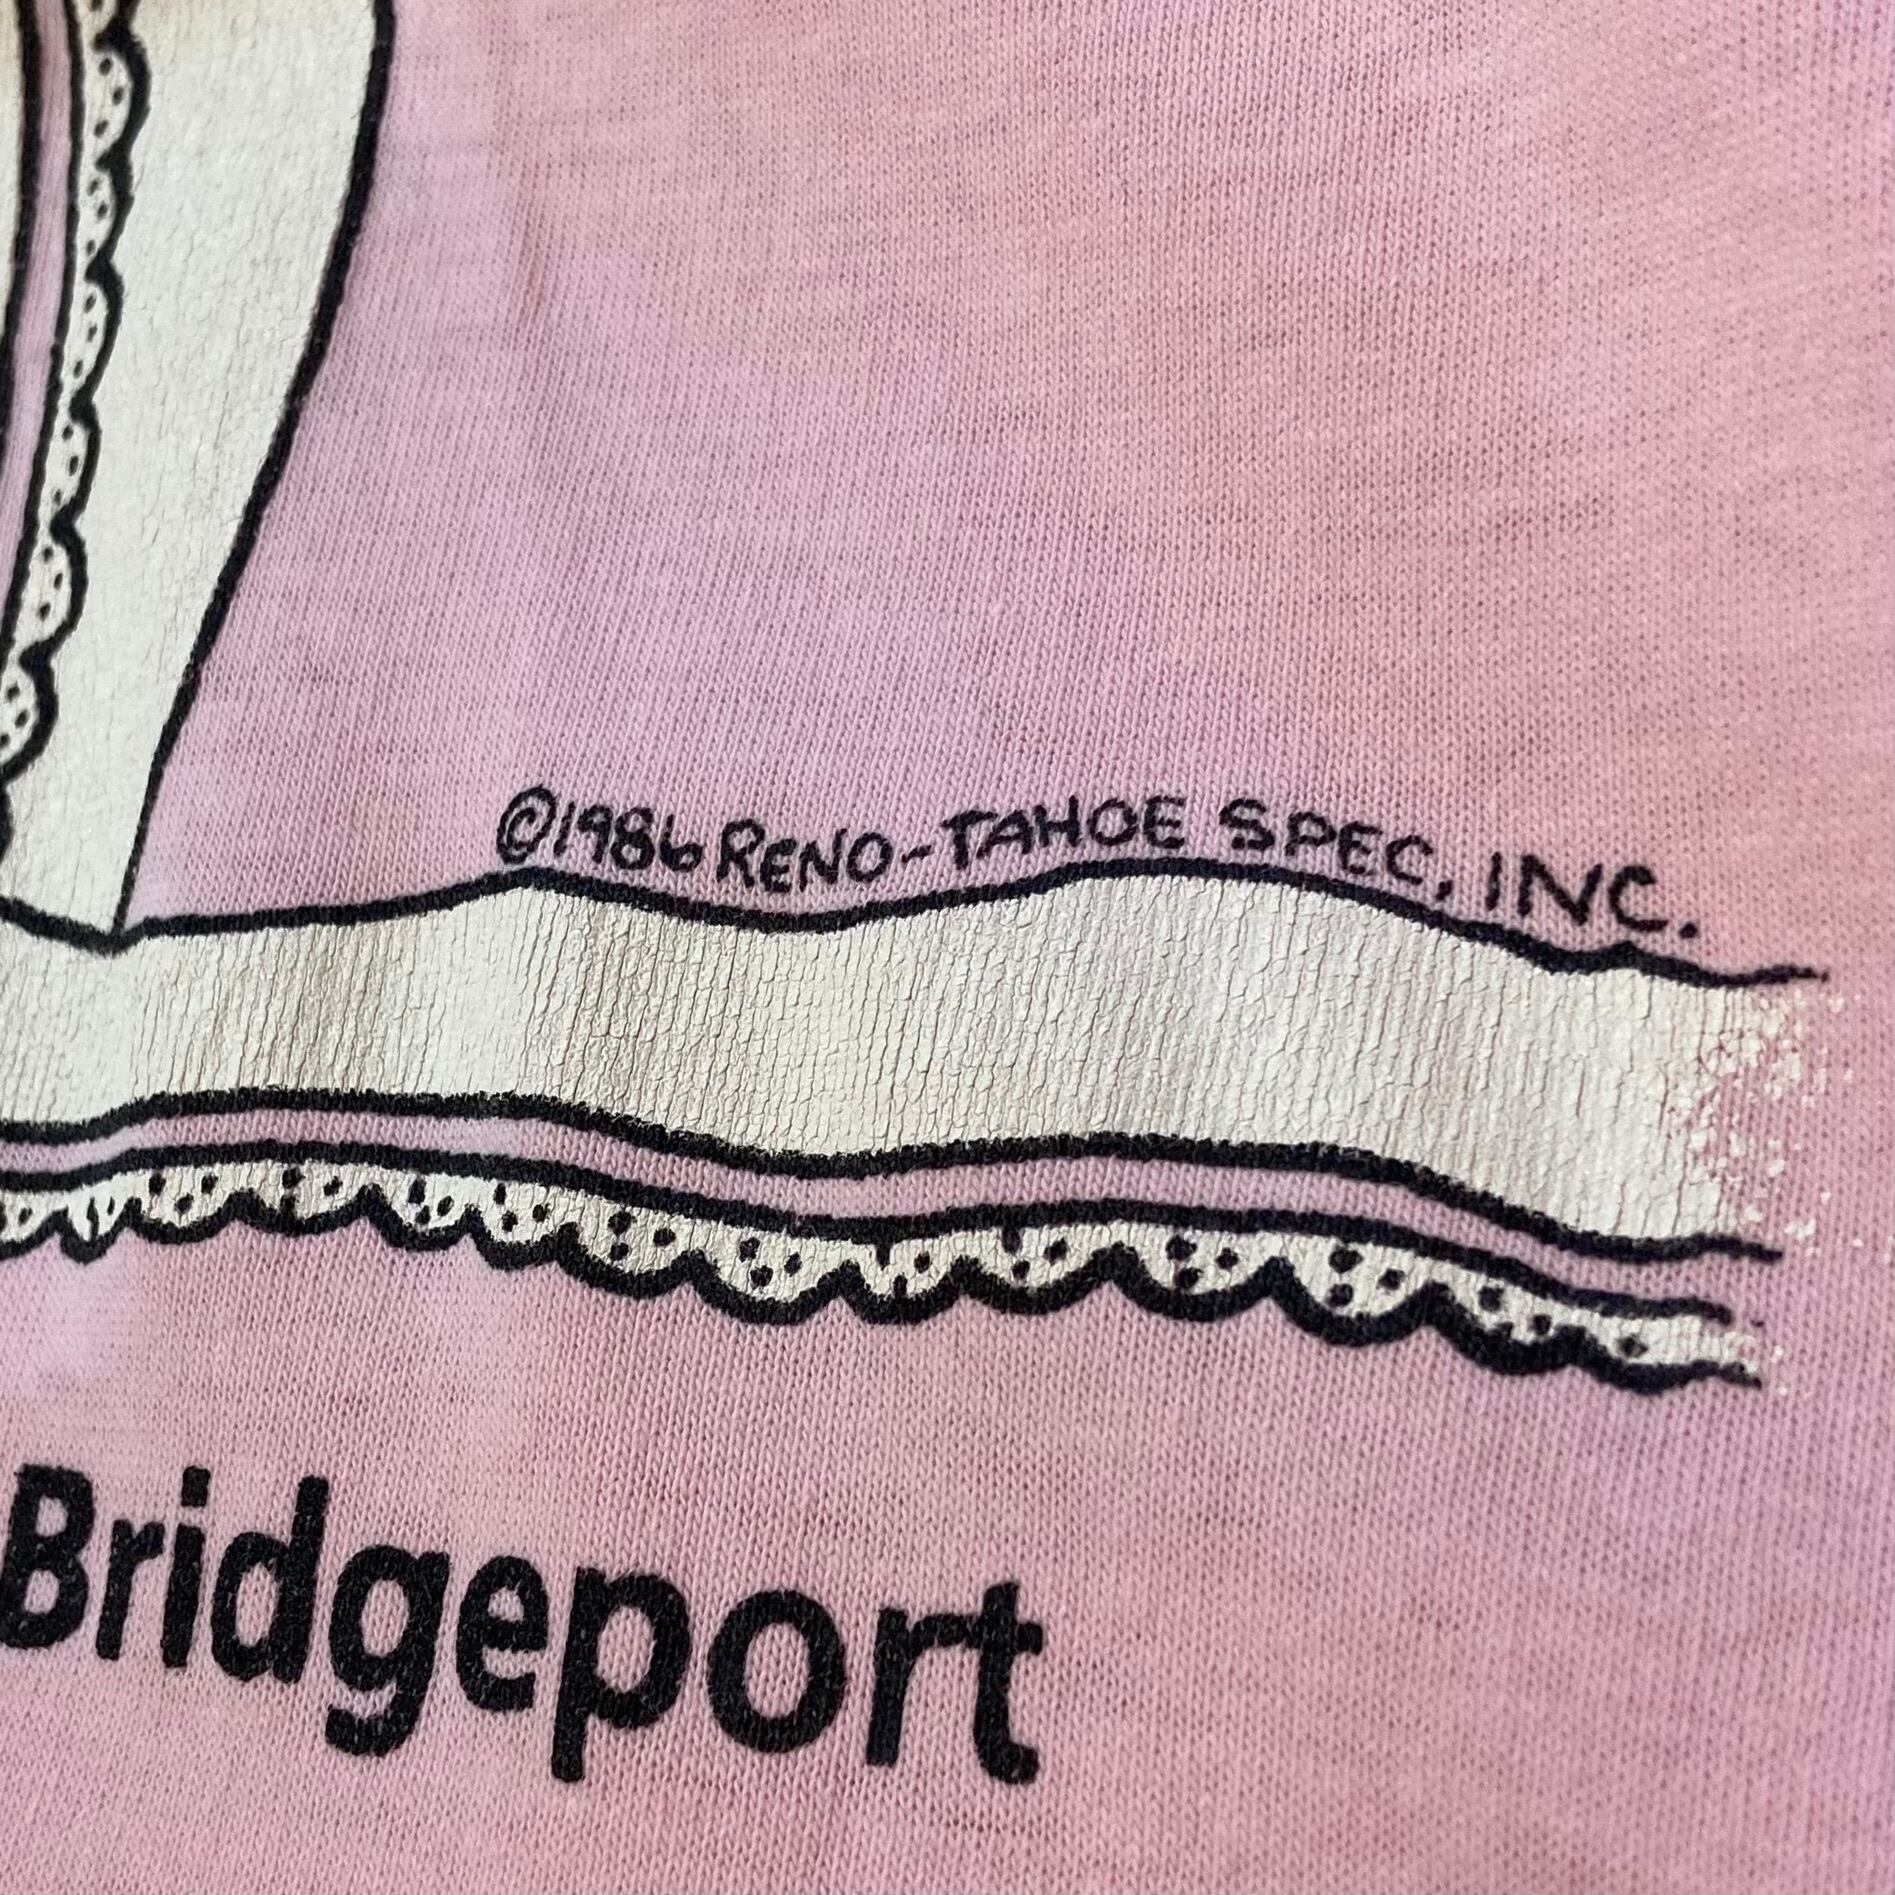 ©1986 RENO-TAHOE SPEC, INC.
Bridgeport